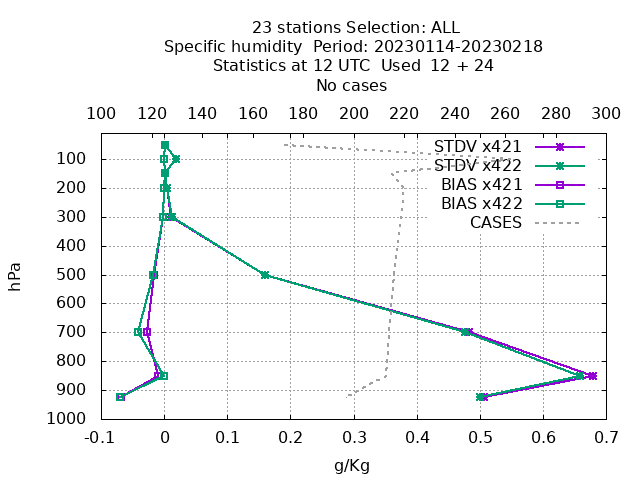 23 stations Selection: ALL
Specific humidity  Period: 20230114-20230218
Statistics at 12 UTC  Used  12 + 24
No cases
100 120 140 160 180 200 220 240 260 280 300
STDV x421
STDV x422
BIAS x421
BIAS x422
CASES
100
200
300
400
500
600
700
800
900
1000
hPa
-0.1 0 0.1 0.2 0.3 0.4 0.5 0.6 0.7
g/Kg